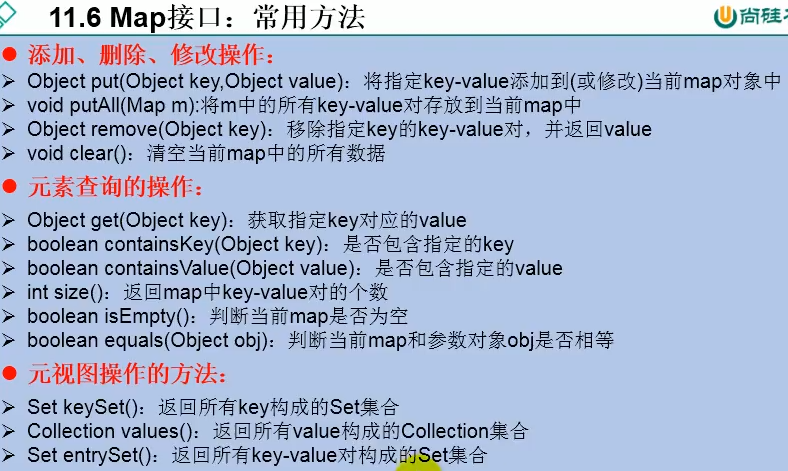 11.6 Map接口：常用方法
尚硅
添加、删除、修改操作：
Object put(Object key,Object value)：将指定key-value添加到(或修改)当前map对象中
void putAll(Map m):将m中的所有key-value对存放到当前map中
Object remove(Object key)：移除指定key的key-value对，并返回value
void clear()：清空当前map中的所有数据
元素查询的操作：
Object get(Object key)：获取指定key对应的value
boolean containsKey(Object key)：是否包含指定的key
boolean containsValue(Object value)：是否包含指定的value
int size()：返回map中key-value对的个数
boolean isEmpty()：判断当前map是否为空
boolean equals(Object obj)：判断当前map和参数对象obj是否相等
元视图操作的方法：
Set keySet()：返回所有key构成的Set集合
Collection values()：返回所有value构成的Collection集合
Set entrySet()：返回所有key-value对构成的Set集合